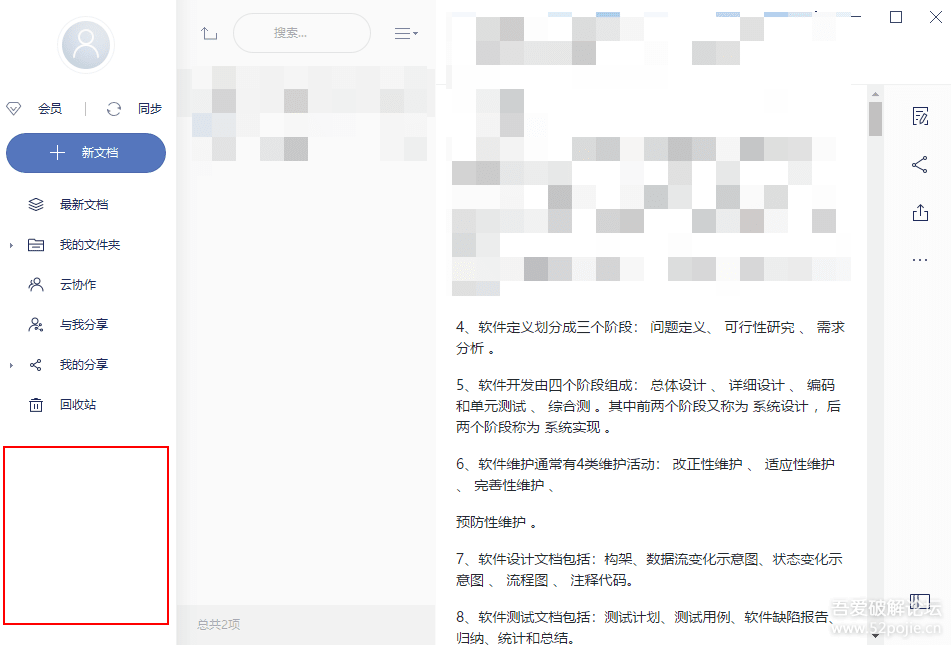 会员
同步
新文档
最新文档
我的文件夹
云协作
与我分享
我的分享
回收站
搜索...
总共2项
4、软件定义划分成三个阶段： 问题定义、 可行性研究 、 需求
分析 。
5、软件开发由四个阶段组成： 总体设计 、 详细设计 、 编码
和单元测试 、 综合测 。其中前两个阶段又称为 系统设计 ，后
两个阶段称为 系统实现 。
6、软件维护通常有4类维护活动： 改正性维护 、 适应性维护
、 完善性维护 、
预防性维护 。
7、软件设计文档包括：构架、数据流变化示意图、状态变化示
意图 、 流程图 、 注释代码。
8、软件测试文档包括：测试计划、测试用例、软件缺陷报告、
归纳、统计和总结。
吾爱破解论坛
www.52pojie.cn